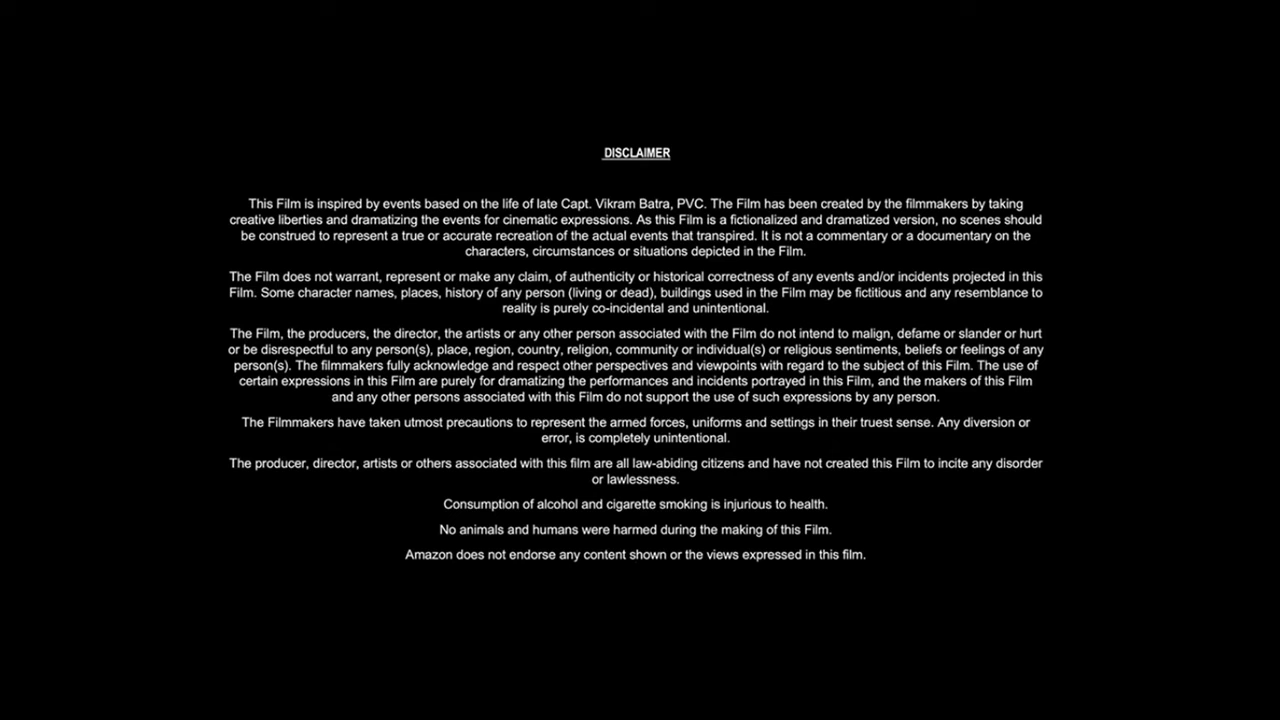 DISCLAIMER
This Film is inspired by events based on the life of late Capt. Vikram Batra, PVC. The Film has been created by the filmmakers by taking
creative liberties and dramatizing the events for cinematic expressions. As this Film is a fictionalized and dramatized version, no scenes should
be construed to represent a true or accurate recreation of the actual events that transpired. It is not a commentary or a documentary on the
characters, circumstances or situations depicted in the Film.
The Film does not warrant, represent or make any claim, of authenticity or historical correctness of any events and/or incidents projected in this
Film. Some character names, places, history of any person (living or dead), buildings used in the Film may be fictitious and any resemblance to
reality is purely co-incidental and unintentional.
The Film, the producers, the director, the artists or any other person associated with the Film do not intend to malign, defame or slander or hurt
or be disrespectful to any person(s), place, region, country, religion, community or individual(s) or religious sentiments, beliefs or feelings of any
person(s). The filmmakers fully acknowledge and respect other perspectives and viewpoints with regard to the subject of this Film. The use of
certain expressions in this Film are purely for dramatizing the performances and incidents portrayed in this Film, and the makers of this Film
and any other persons associated with this Film do not support the use of such expressions by any person.
The Filmmakers have taken utmost precautions to represent the armed forces, uniforms and settings in their truest sense. Any diversion or
error, is completely unintentional.
The producer, director, artists or others associated with this film are all law-abiding citizens and have not created this Film to incite any disorder
or lawlessness.
Consumption of alcohol and cigarette smoking is injurious to health.
No animals and humans were harmed during the making of this Film.
Amazon does not endorse any content shown or the views expressed in this film.